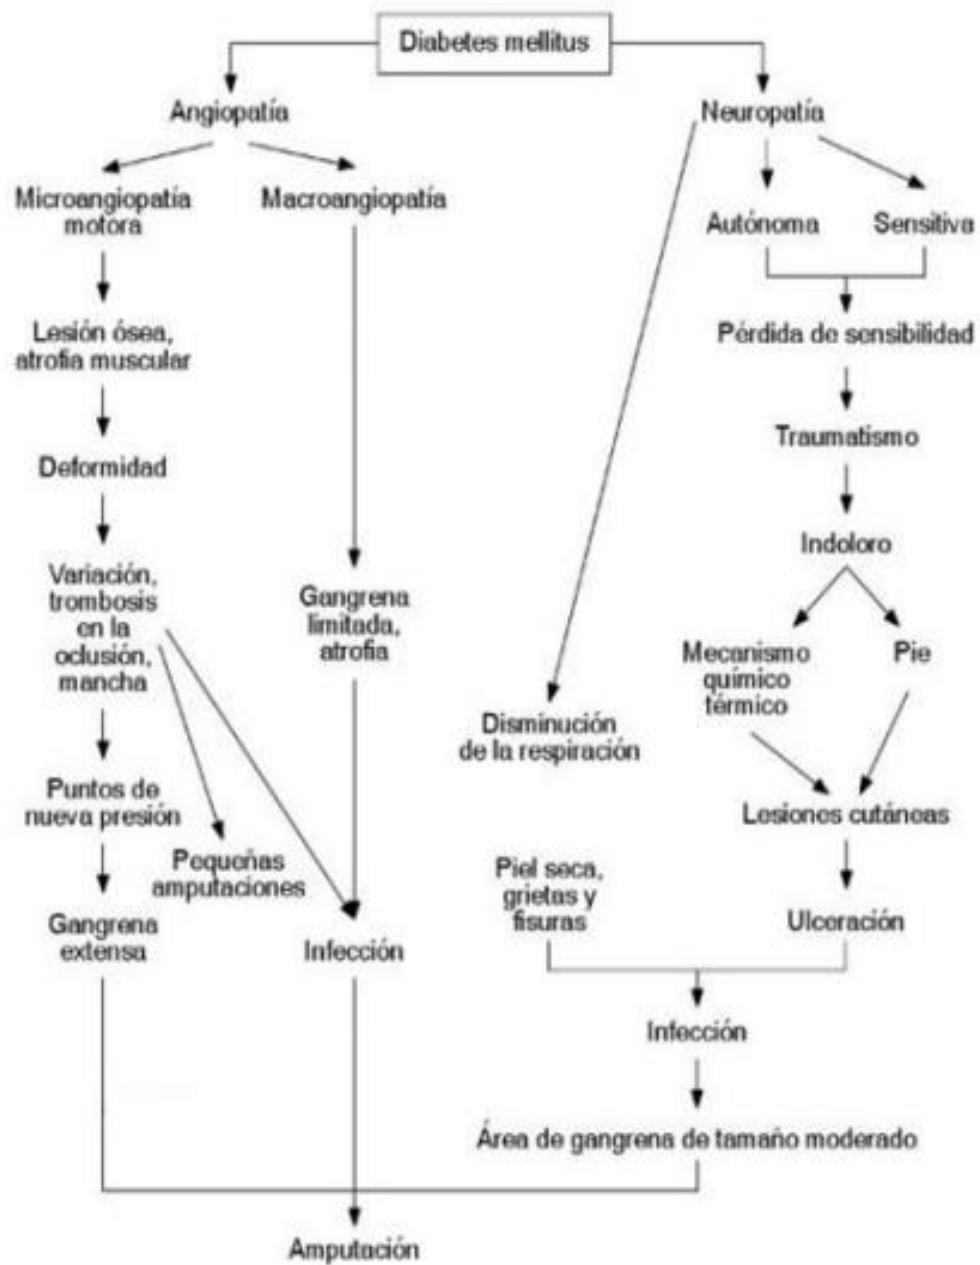 Diabetes mellitus
Angiopatía
Neuropatía
Microangiopatía
motora
Macroangiopatía
Autónoma
Sensitiva
Lesión ósea,
atrofia muscular
Pérdida de sensibilidad
Deformidad
Traumatismo
Variación,
trombosis
en la
oclusión,
mancha
Gangrena
limitada,
atrofia
Indoloro
Mecanismo
químico
térmico
Pie
Disminución
de la respiración
Puntos de
nueva presión
Lesiones cutáneas
Pequeñas
amputaciones
Piel seca,
grietas y
fisuras
Gangrena
extensa
Infección
Ulceración
Infección
Área de gangrena de tamaño moderado
Amputación